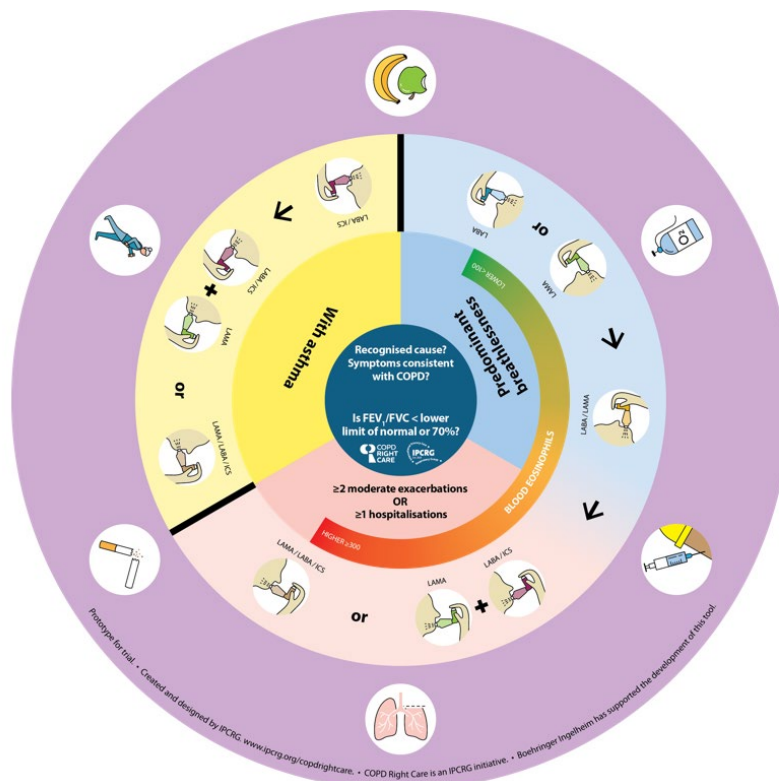 Recognised cause?
Symptoms consistent
with COPD?
Is FEV₁/FVC < lower
limit of normal or 70%?
COPD
RIGHT
CARE
IPCRG
With asthma
LABA / ICS
LABA / ICS
+
LAMA
or
LAMA / LABA / ICS
Predominant
breathlessness
LABA
or
LAMA
LABA / LAMA
LOWER <100
BLOOD EOSINOPHILS
HIGHER ≥300
≥2 moderate exacerbations
OR
≥1 hospitalisations
LABA / ICS
+
LAMA
or
LAMA / LABA / ICS
O2
Prototype for trial. • Created and designed by IPCRG. www.ipcrg.org/copdrightcare. • COPD Right Care is an IPCRG initiative. • Boehringer Ingelheim has supported the development of this tool.